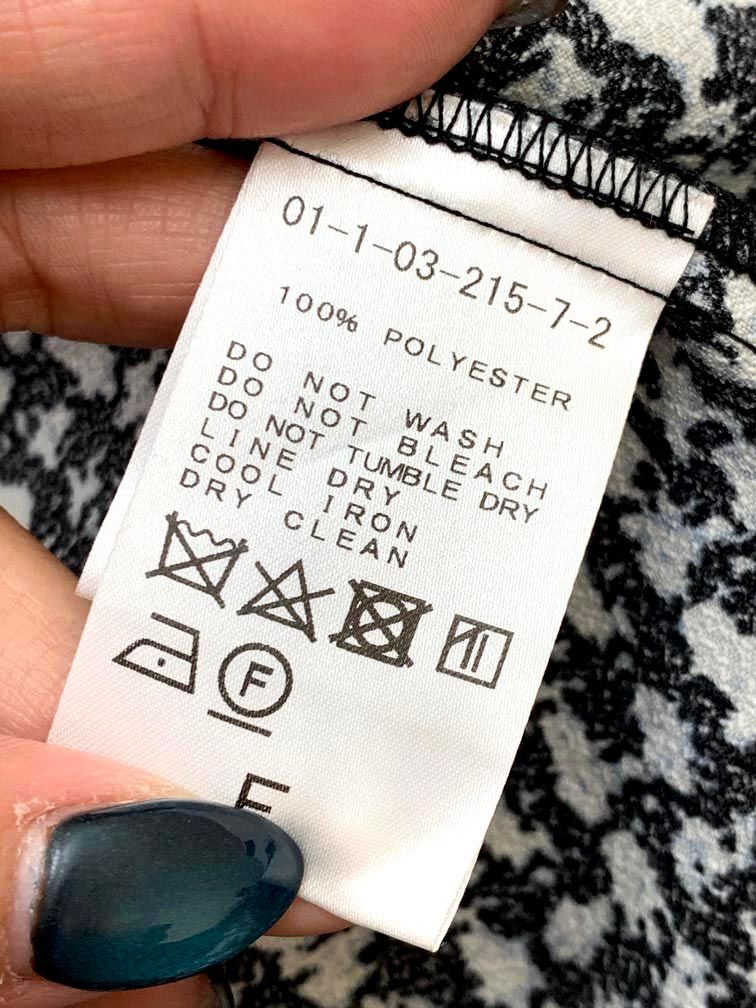 01-1-03-215-7-2
100% POLYESTER
DO NOT WASH
DO NOT BLEACH
DO NOT TUMBLE DRY
LINE DRY
COOL IRON
DRY CLEAN
F